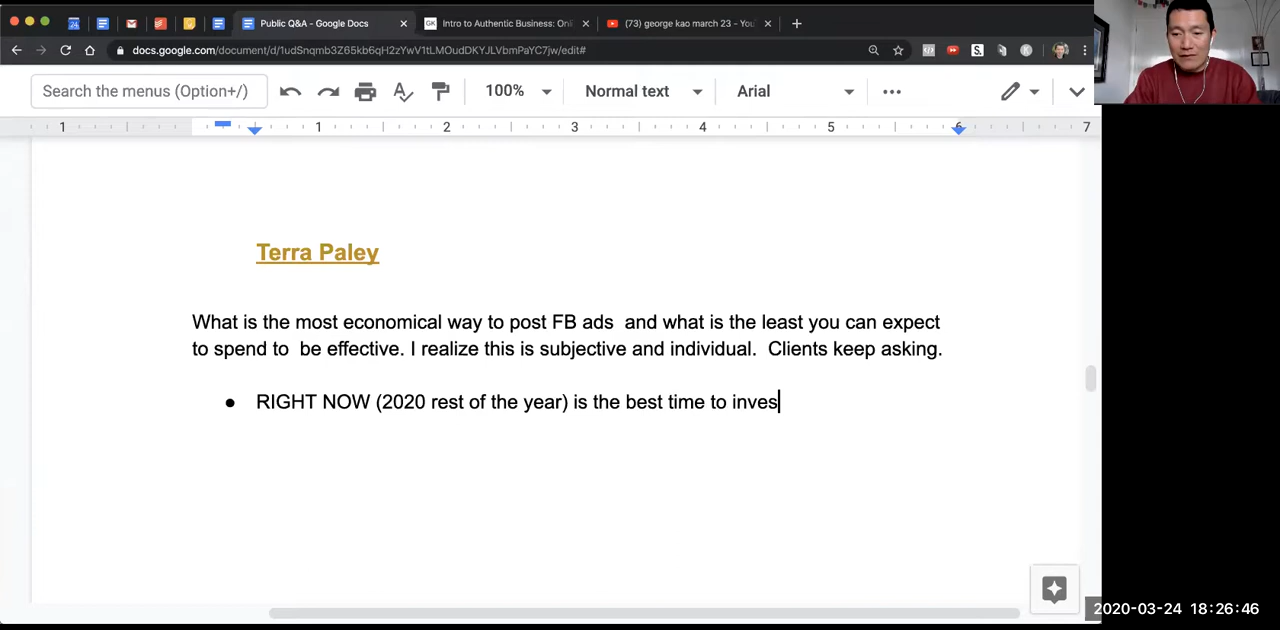 Public Q&A - Google Docs
GK Intro to Authentic Business: Onli
(73) george kao march 23 - You
docs.google.com/document/d/1udSnqmb3Z65kb6qH2zYwV1tLMOudDKYJLVbmPaYC7jw/edit#
Search the menus (Option+/)
100%
Normal text
Arial
1 1 2 3 4 5 6 7
Terra Paley
What is the most economical way to post FB ads  and what is the least you can expect
to spend to  be effective. I realize this is subjective and individual.  Clients keep asking.
● RIGHT NOW (2020 rest of the year) is the best time to inves
2020-03-24 18:26:46